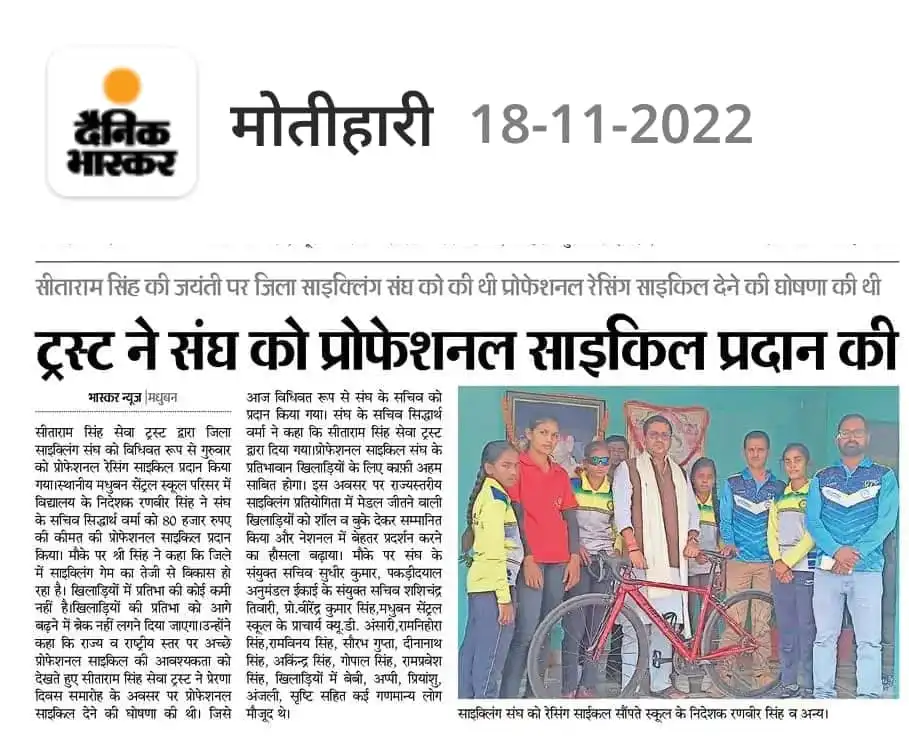 दैनिक
भास्कर
मोतीहारी 18-11-2022
सीताराम सिंह की जयंती पर जिला साइक्लिंग संघ को की थी प्रोफेशनल रेसिंग साइकिल देने की घोषणा की थी
ट्रस्ट ने संघ को प्रोफेशनल साइकिल प्रदान की
भास्कर न्यूज |मधुबन
सीताराम सिंह सेवा ट्रस्ट द्वारा जिला
साइक्लिंग संघ को विधिवत रूप से गुरुवार
को प्रोफेशनल रेसिंग साइकिल प्रदान किया
गया।स्थानीय मधुबन सेंट्रल स्कूल परिसर में
विद्यालय के निदेशक रणवीर सिंह ने संघ
के सचिव सिद्धार्थ वर्मा को 80 हजार रुपए
की कीमत की प्रोफेशनल साइकिल प्रदान
किया। मौके पर श्री सिंह ने कहा कि जिले
में साइक्लिंग गेम का तेजी से विकास हो
रहा है। खिलाड़ियों में प्रतिभा की कोई कमी
नहीं है।खिलाड़ियों की प्रतिभा को आगे
बढ़ने में ब्रेक नहीं लगने दिया जाएगा।उन्होंने
कहा कि राज्य व राष्ट्रीय स्तर पर अच्छे
प्रोफेशनल साइकिल की आवश्यकता को
देखते हुए सीताराम सिंह सेवा ट्रस्ट ने प्रेरणा
दिवस समारोह के अवसर पर प्रोफेशनल
साइकिल देने की घोषणा की थी। जिसे
आज विधिवत रूप से संघ के सचिव को
प्रदान किया गया। संघ के सचिव सिद्धार्थ
वर्मा ने कहा कि सीताराम सिंह सेवा ट्रस्ट
द्वारा दिया गया।प्रोफेशनल साइकिल संघ के
प्रतिभावान खिलाड़ियों के लिए काफ़ी अहम
साबित होगा। इस अवसर पर राज्यस्तरीय
साइक्लिंग प्रतियोगिता में मेडल जीतने वाली
खिलाड़ियों को शॉल व बुके देकर सम्मानित
किया और नेशनल में बेहतर प्रदर्शन करने
का हौसला बढ़ाया। मौके पर संघ के
संयुक्त सचिव सुधीर कुमार, पकड़ीदयाल
अनुमंडल ईकाई के संयुक्त सचिव शशिचंद्र
तिवारी, प्रो.वीरेंद्र कुमार सिंह,मधुबन सेंट्रल
स्कूल के प्राचार्य क्यू.डी. अंसारी,रामनिहोरा
सिंह,रामविनय सिंह, सौरभ गुप्ता, दीनानाथ
सिंह, अकिंन्द्र सिंह, गोपाल सिंह, रामप्रवेश
सिंह, खिलाड़ियों में बेबी, अप्पी, प्रियांशु,
अंजली, सृष्टि सहित कई गणमान्य लोग
मौजूद थे।
साइक्लिंग संघ को रेसिंग साईकल सौंपते स्कूल के निदेशक रणवीर सिंह व अन्य।